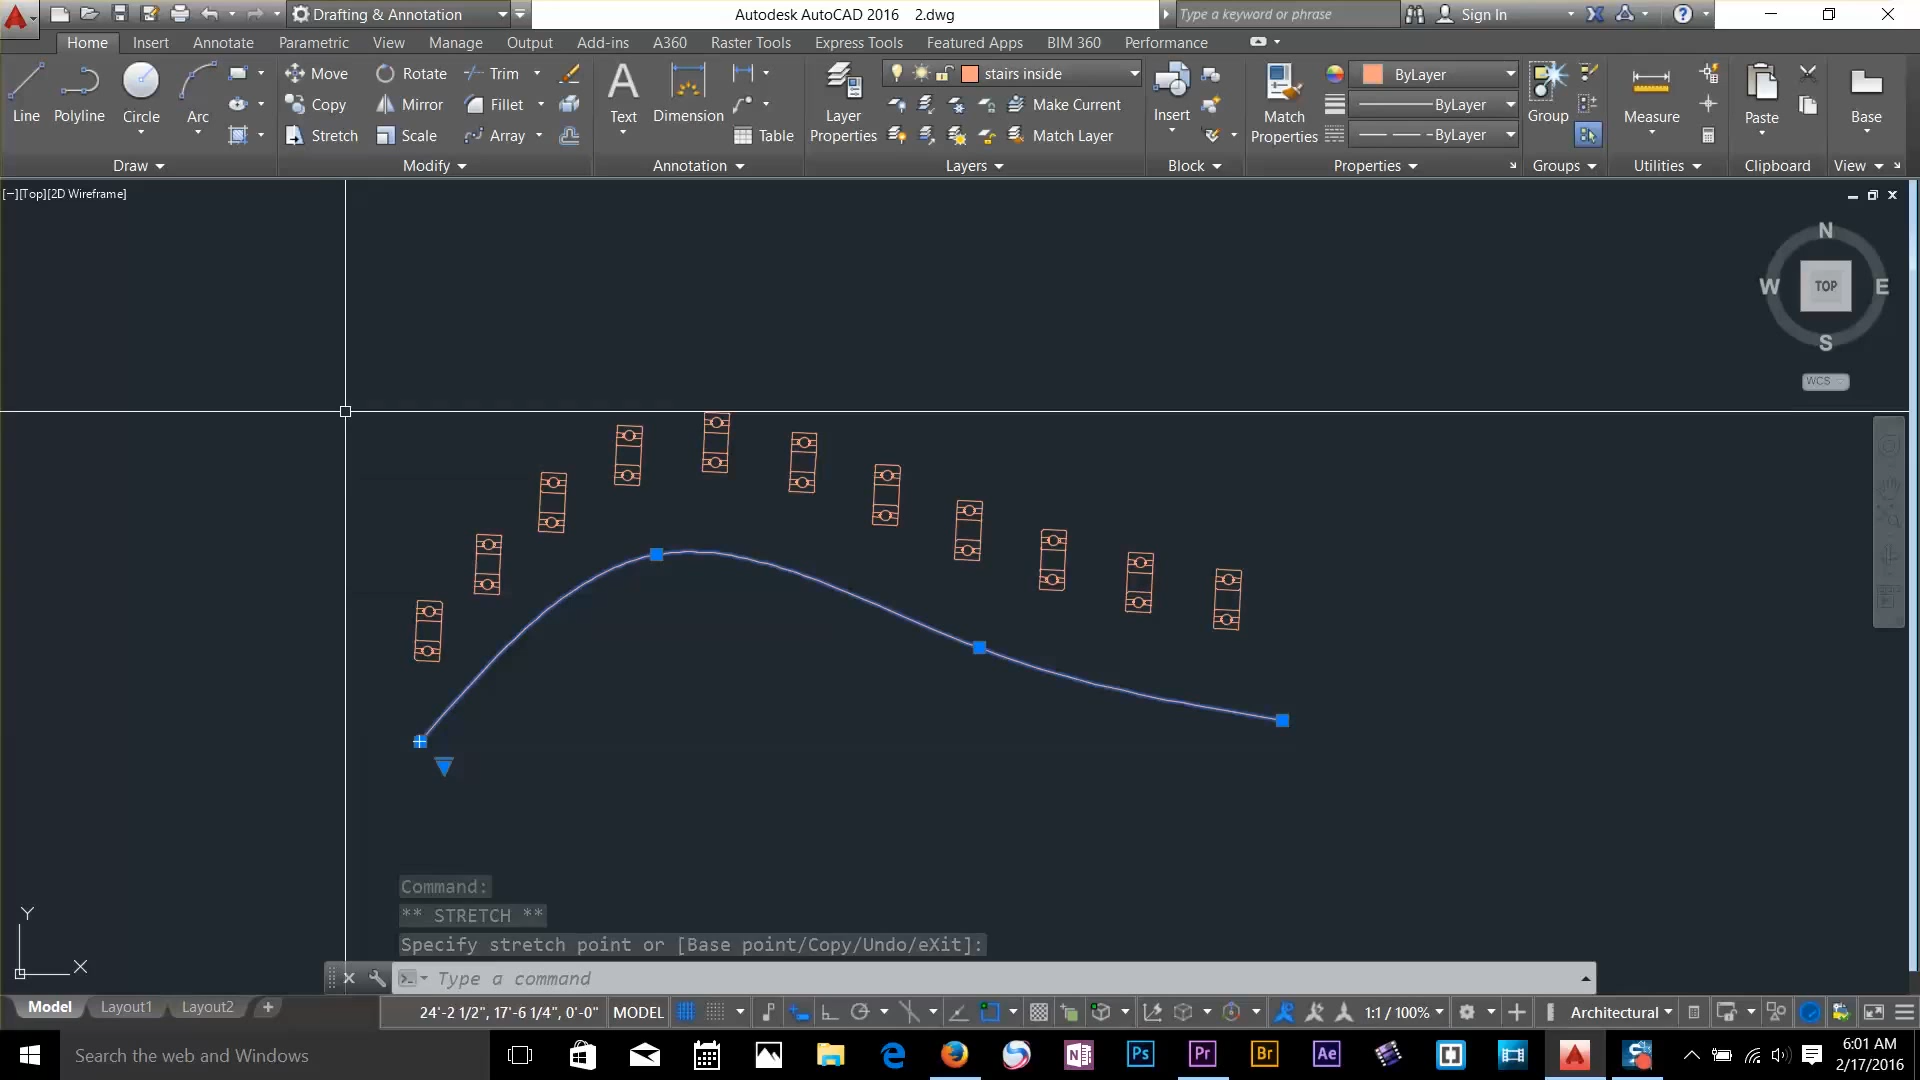 Drafting & Annotation
Autodesk AutoCAD 2016 2.dwg
Type a keyword or phrase
Sign In
Home Insert Annotate Parametric View Manage Output Add-ins A360 Raster Tools Express Tools Featured Apps BIM 360 Performance
Line
Polyline
Circle
Arc
Move
Rotate
Trim
Copy
Mirror
Fillet
Stretch
Scale
Array
Text
Dimension
Table
Layer
Properties
stairs inside
Make Current
Match Layer
Insert
Match
Properties
ByLayer
ByLayer
ByLayer
Group
Measure
Paste
Base
Draw
Modify
Annotation
Layers
Block
Properties
Groups
Utilities
Clipboard
View
[−][Top][2D Wireframe]
N
W
TOP
E
S
WCS
Command:
** STRETCH **
Specify stretch point or [Base point/Copy/Undo/eXit]:
Type a command
Y
X
Model
Layout1
Layout2
+
24'-2 1/2", 17'-6 1/4", 0'-0"
MODEL
1:1 / 100%
Architectural
Search the web and Windows
N
Ps
Pr
Br
Ae
6:01 AM
2/17/2016